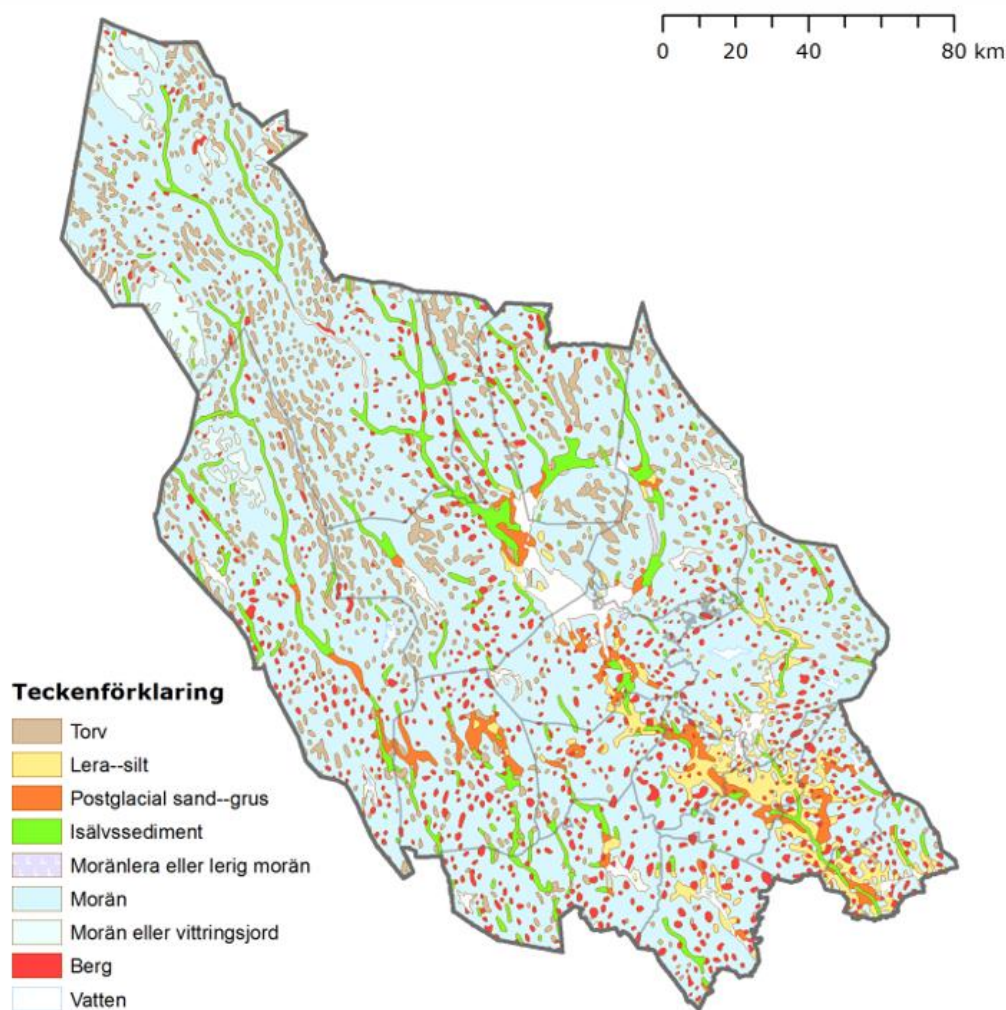 0 20 40 80 km
Teckenförklaring
Torv
Lera--silt
Postglacial sand--grus
Isälvssediment
Moränlera eller lerig morän
Morän
Morän eller vittringsjord
Berg
Vatten